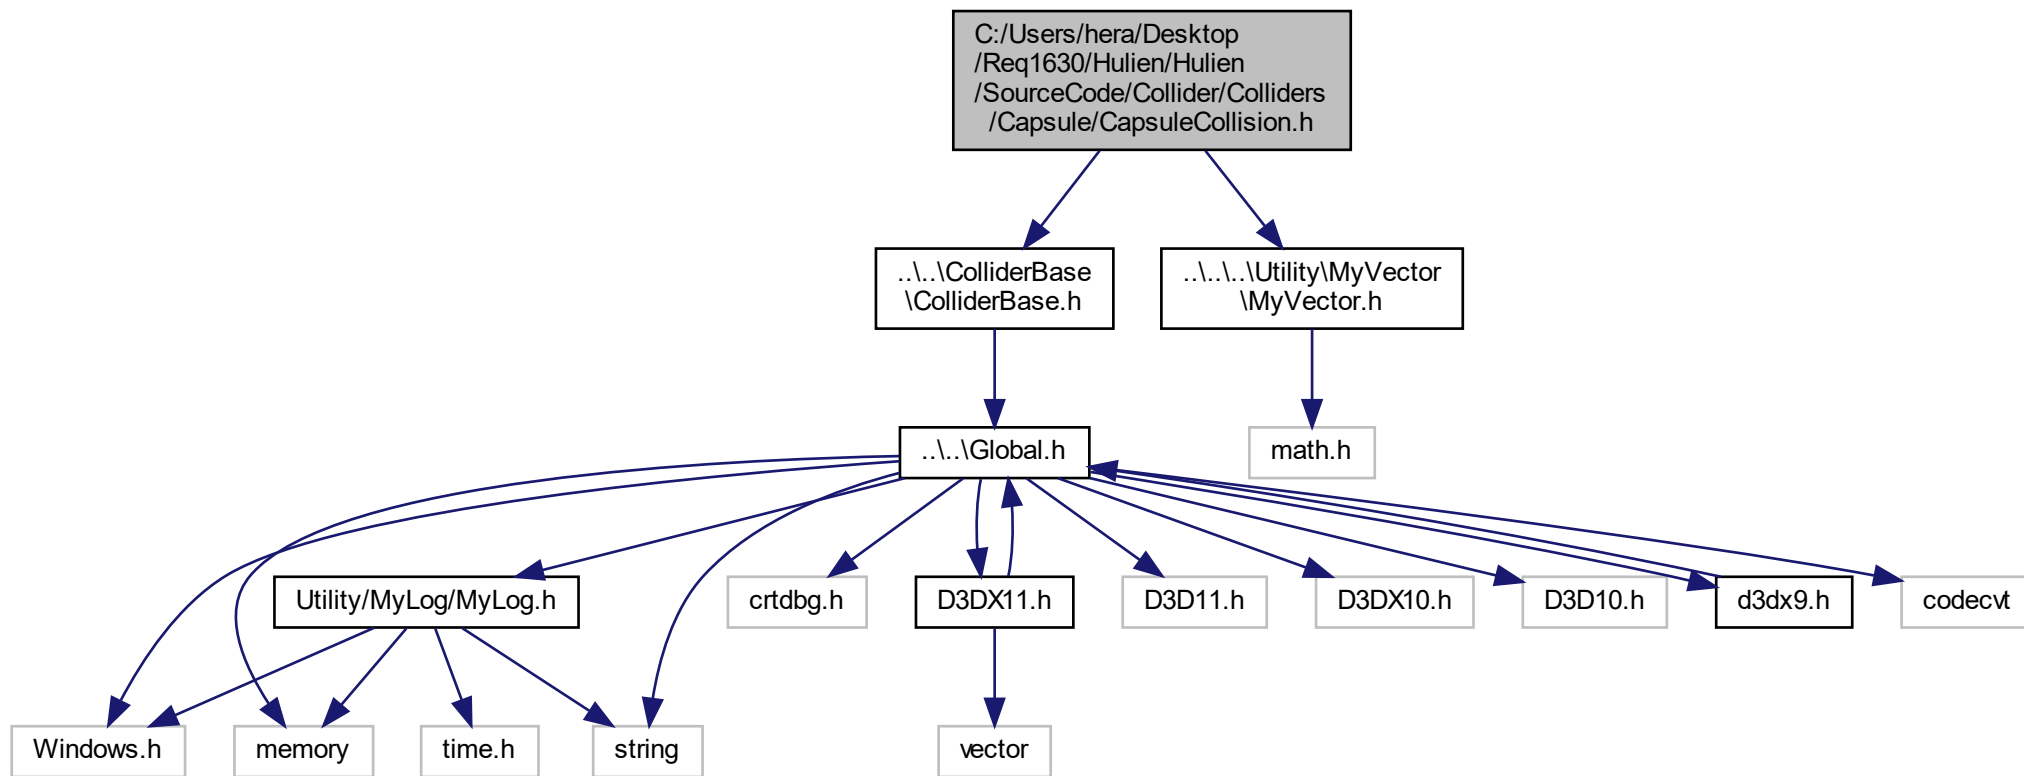 C:/Users/hera/Desktop
/Req1630/Hulien/Hulien
/SourceCode/Collider/Colliders
/Capsule/CapsuleCollision.h
..\..\ColliderBase
\ColliderBase.h
..\..\..\Utility\MyVector
\MyVector.h
..\..\Global.h
math.h
Utility/MyLog/MyLog.h
crtdbg.h
D3DX11.h
D3D11.h
D3DX10.h
D3D10.h
d3dx9.h
codecvt
Windows.h
memory
time.h
string
vector